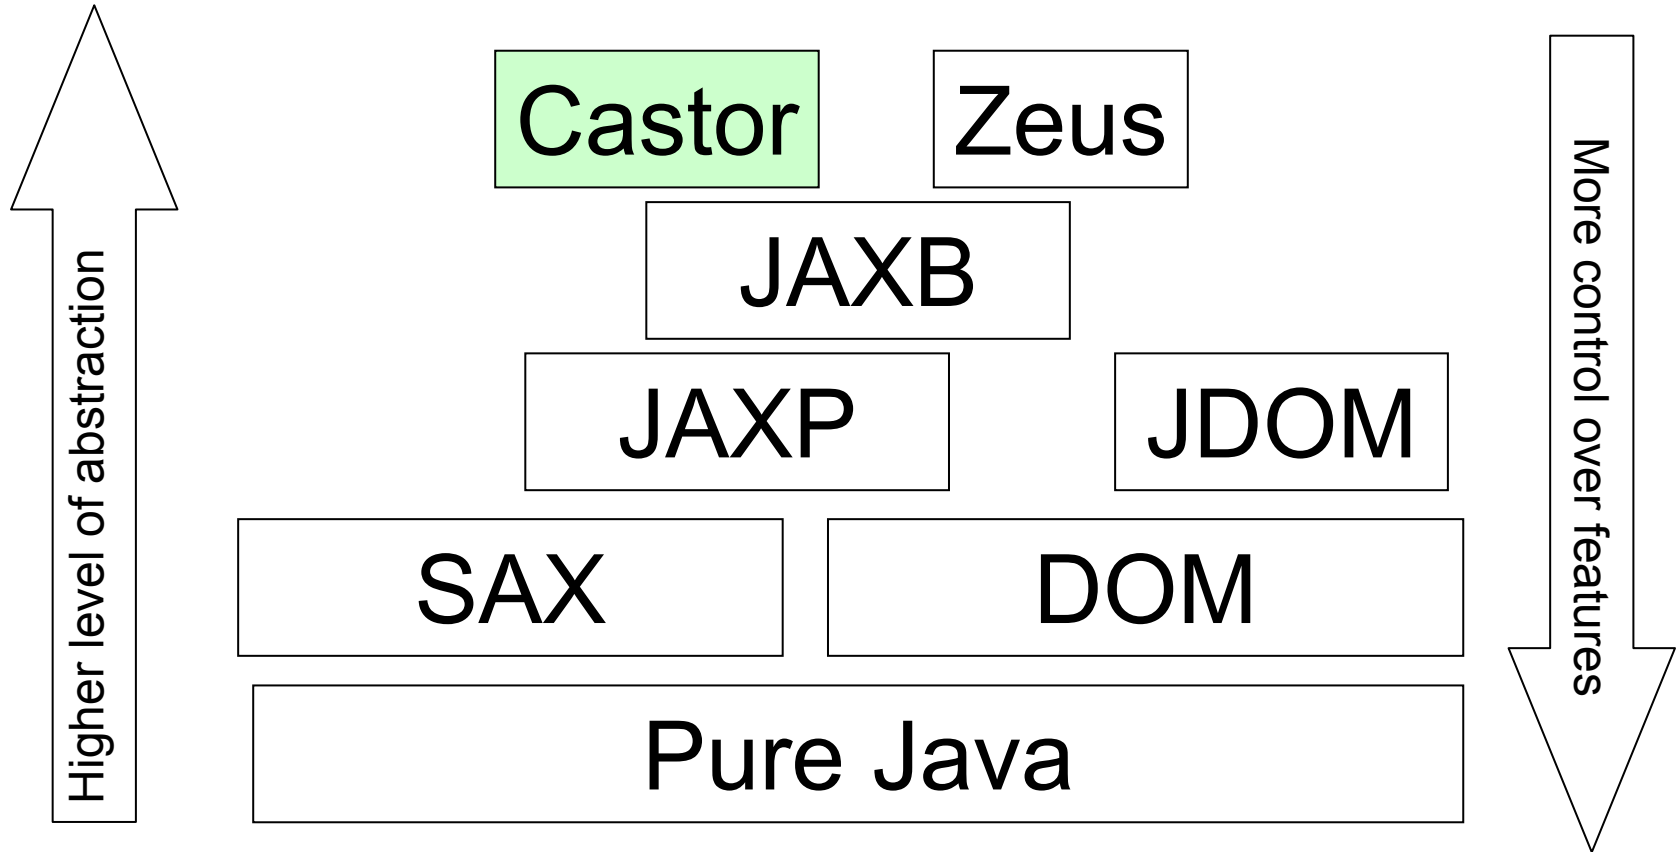 Castor
Zeus
JAXB
JAXP
JDOM
SAX
DOM
Pure Java
Higher level of abstraction
More control over features